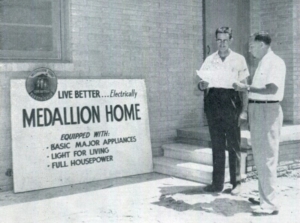 LIVE BETTER....Electrically
MEDALLION HOME
EQUIPPED WITH:
• BASIC MAJOR APPLIANCES
• LIGHT FOR LIVING
• FULL HOUSEPOWER